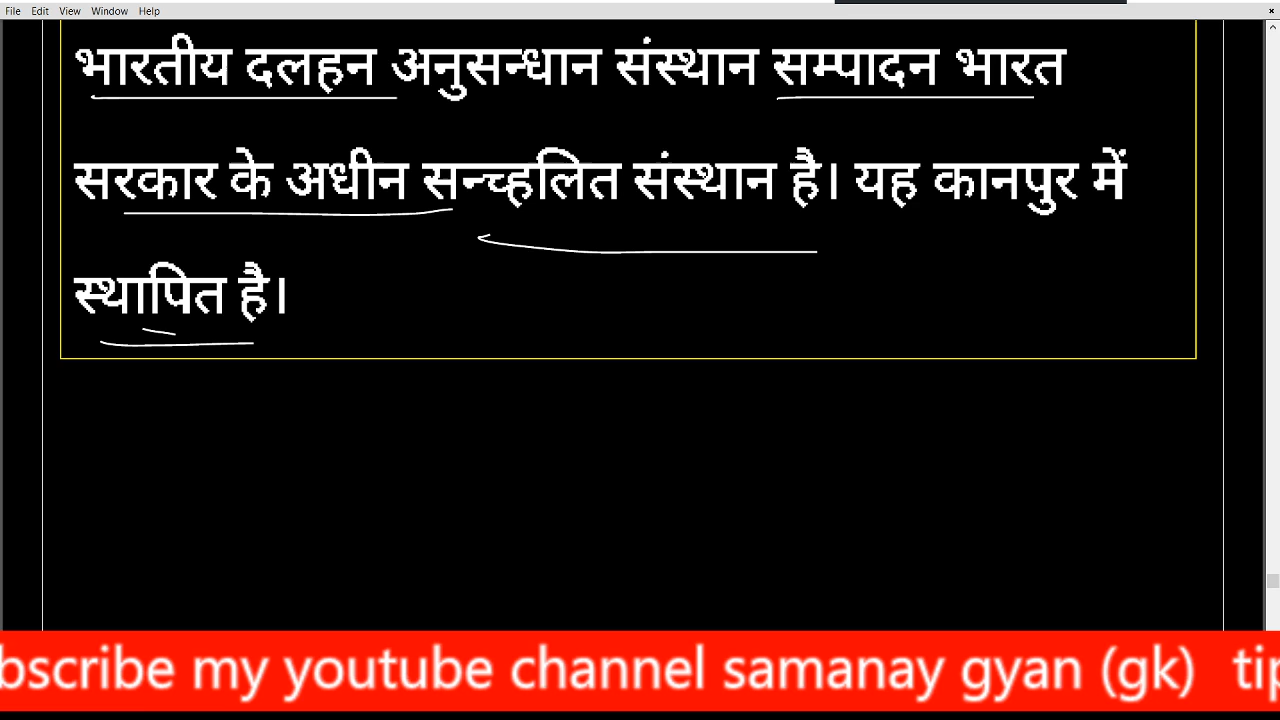 File Edit View Window Help
भारतीय दलहन अनुसन्धान संस्थान सम्पादन भारत
सरकार के अधीन सन्च्हलित संस्थान है। यह कानपुर में
स्थापित है।
bscribe my youtube channel samanay gyan (gk) tip